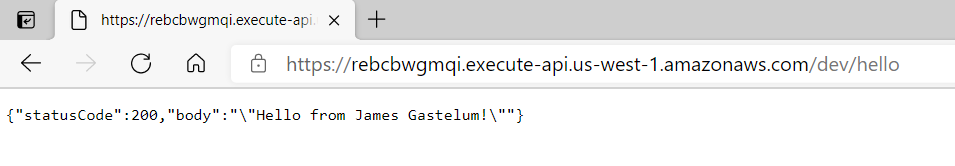 https://rebcbwgmqi.execute-api.
https://rebcbwgmqi.execute-api.us-west-1.amazonaws.com/dev/hello
{"statusCode":200,"body":"\"Hello from James Gastelum!\""}